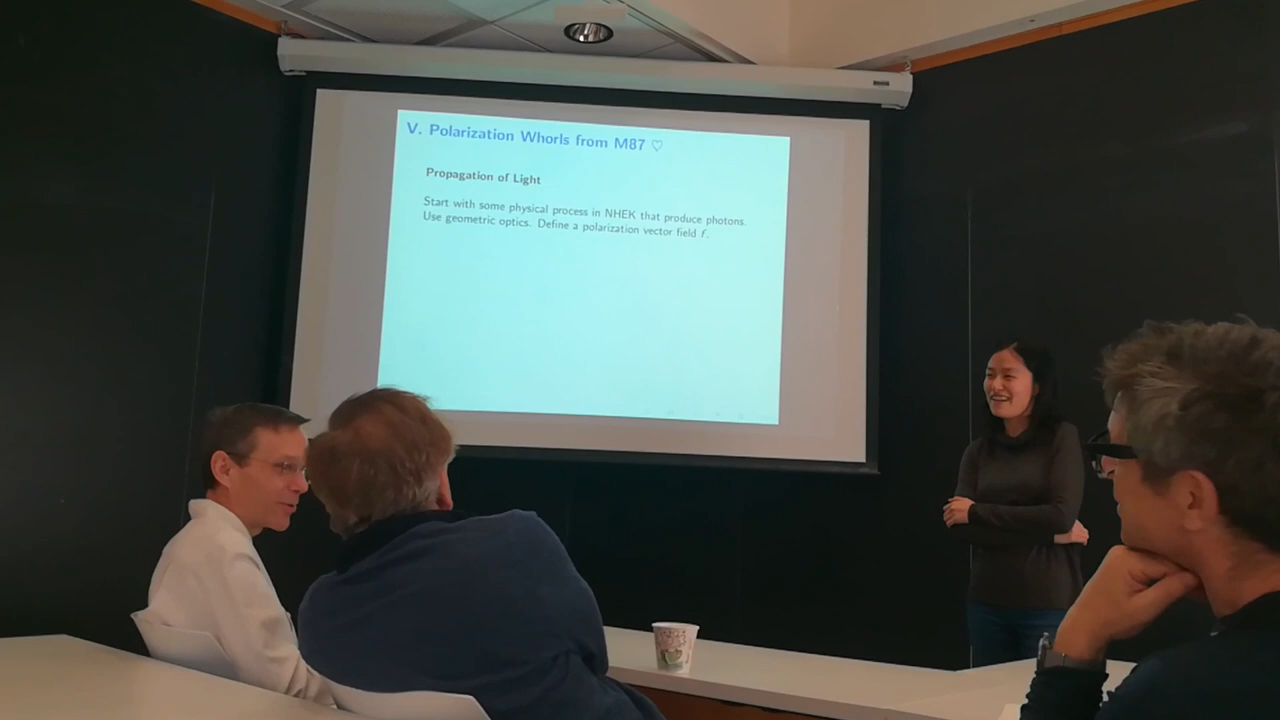 V. Polarization Whorls from M87 ♡
Propagation of Light
Start with some physical process in NHEK that produce photons.
Use geometric optics. Define a polarization vector field f.